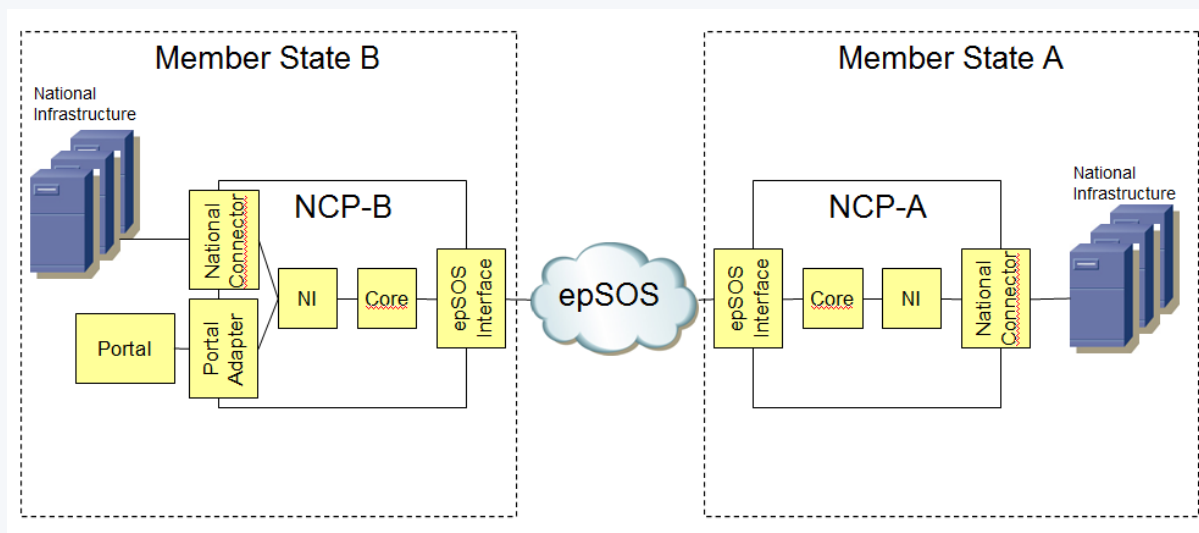 Member State B
National
Infrastructure
NCP-B
National
Connector
NI
Core
epSOS
Interface
Portal
Portal
Adapter
epSOS
Member State A
NCP-A
epSOS
Interface
Core
NI
National
Connector
National
Infrastructure